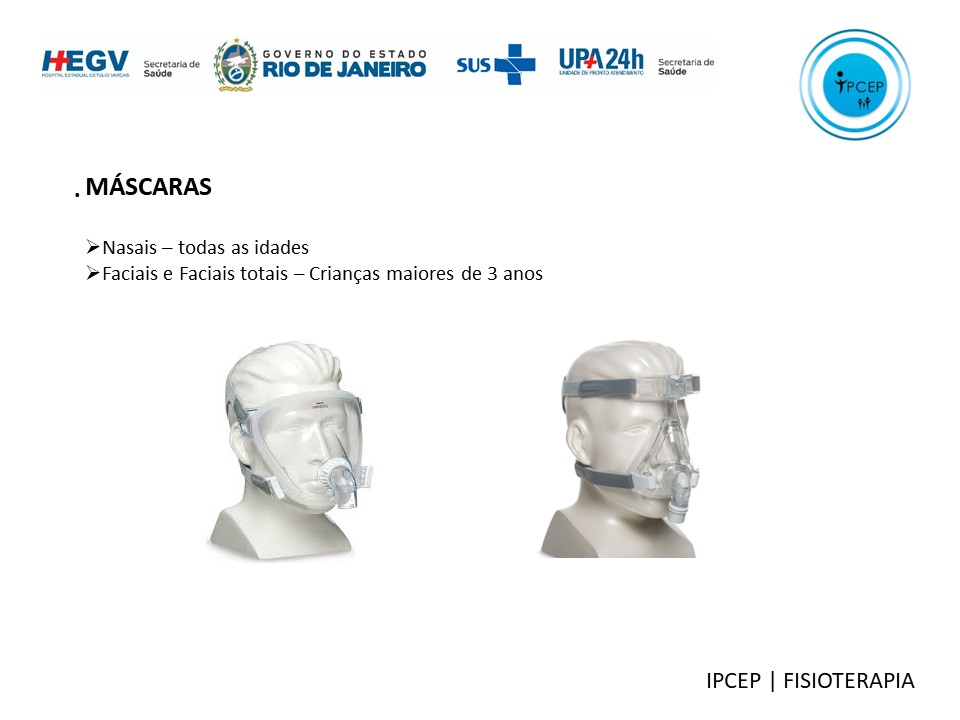 HEGV
HOSPITAL ESTADUAL GETÚLIO VARGAS
Secretaria de
Saúde
GOVERNO DO ESTADO
RIO DE JANEIRO
SUS
UPA 24h
UNIDADE DE PRONTO ATENDIMENTO
Secretaria de
Saúde
IPCEP
. MÁSCARAS
➢Nasais – todas as idades
➢Faciais e Faciais totais – Crianças maiores de 3 anos
IPCEP | FISIOTERAPIA